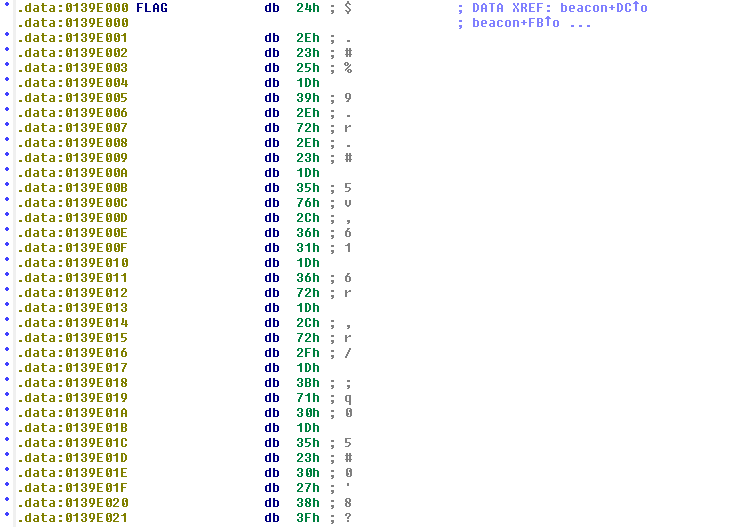 .data:0139E000 FLAG db 24h ; $ ; DATA XREF: beacon+DC↑o
.data:0139E000 ; beacon+FB↑o ...
.data:0139E001 db 2Eh ; .
.data:0139E002 db 23h ; #
.data:0139E003 db 25h ; %
.data:0139E004 db 1Dh
.data:0139E005 db 39h ; 9
.data:0139E006 db 2Eh ; .
.data:0139E007 db 72h ; r
.data:0139E008 db 2Eh ; .
.data:0139E009 db 23h ; #
.data:0139E00A db 1Dh
.data:0139E00B db 35h ; 5
.data:0139E00C db 76h ; v
.data:0139E00D db 2Ch ; ,
.data:0139E00E db 36h ; 6
.data:0139E00F db 31h ; 1
.data:0139E010 db 1Dh
.data:0139E011 db 36h ; 6
.data:0139E012 db 72h ; r
.data:0139E013 db 1Dh
.data:0139E014 db 2Ch ; ,
.data:0139E015 db 72h ; r
.data:0139E016 db 2Fh ; /
.data:0139E017 db 1Dh
.data:0139E018 db 3Bh ; ;
.data:0139E019 db 71h ; q
.data:0139E01A db 30h ; 0
.data:0139E01B db 1Dh
.data:0139E01C db 35h ; 5
.data:0139E01D db 23h ; #
.data:0139E01E db 30h ; 0
.data:0139E01F db 27h ; '
.data:0139E020 db 38h ; 8
.data:0139E021 db 3Fh ; ?